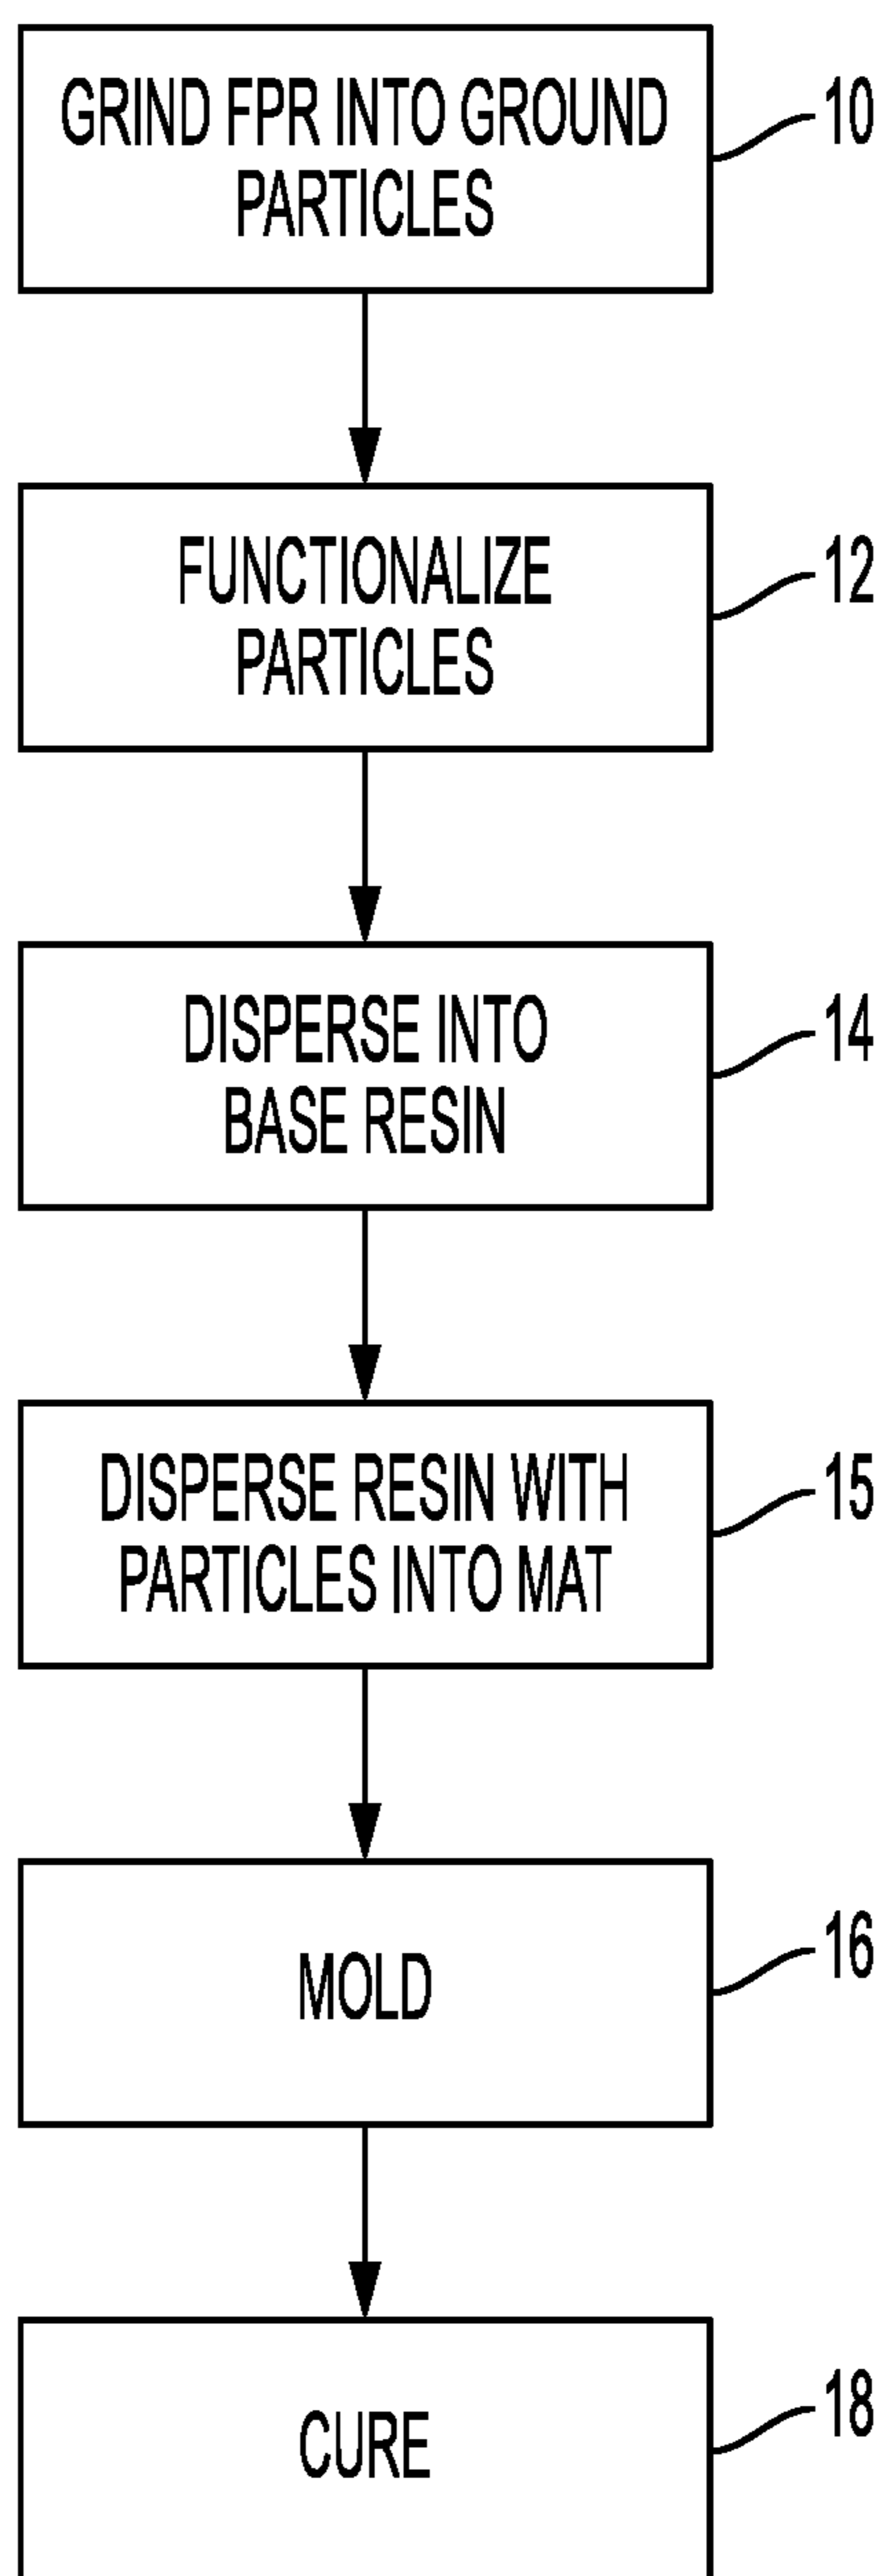 GRIND FPR INTO GROUND
PARTICLES
10
FUNCTIONALIZE
PARTICLES
12
DISPERSE INTO
BASE RESIN
14
DISPERSE RESIN WITH
PARTICLES INTO MAT
15
MOLD
16
CURE
18